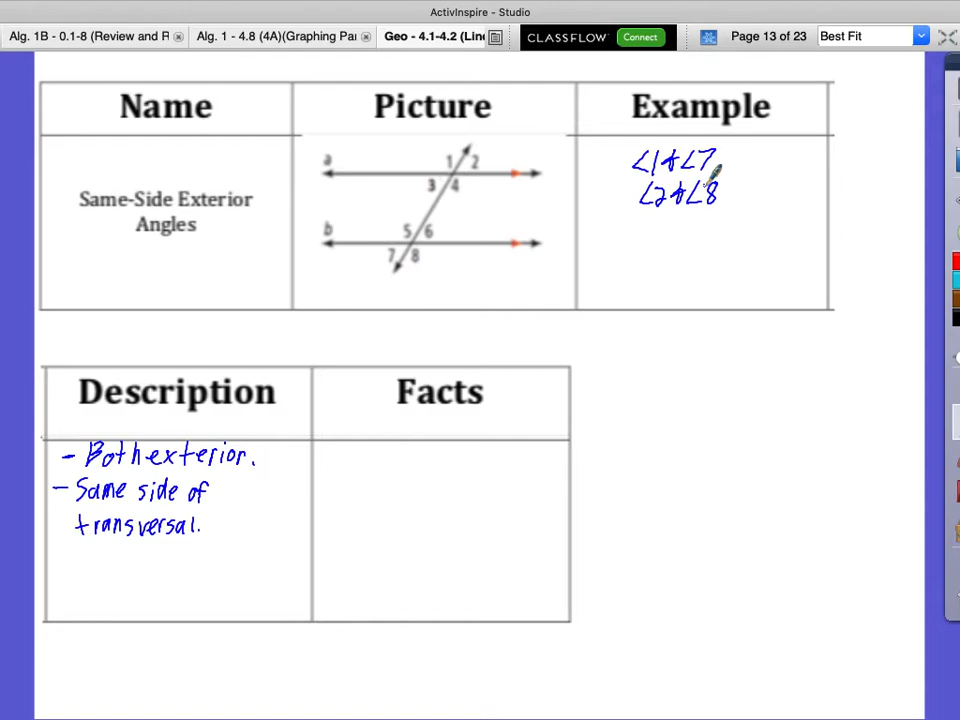 ActivInspire - Studio
Alg. 1B - 0.1-8 (Review and R
Alg. 1 - 4.8 (4A)(Graphing Pa
Geo - 4.1-4.2 (Line
CLASSFLOW Connect
Page 13 of 23
Best Fit
Name Picture Example
Same-Side Exterior
Angles
a 1 2
3 4
b 5 6
7 8
∠1 & ∠7
∠2 & ∠8
Description Facts
- Both exterior.
- Same side of
transversal.